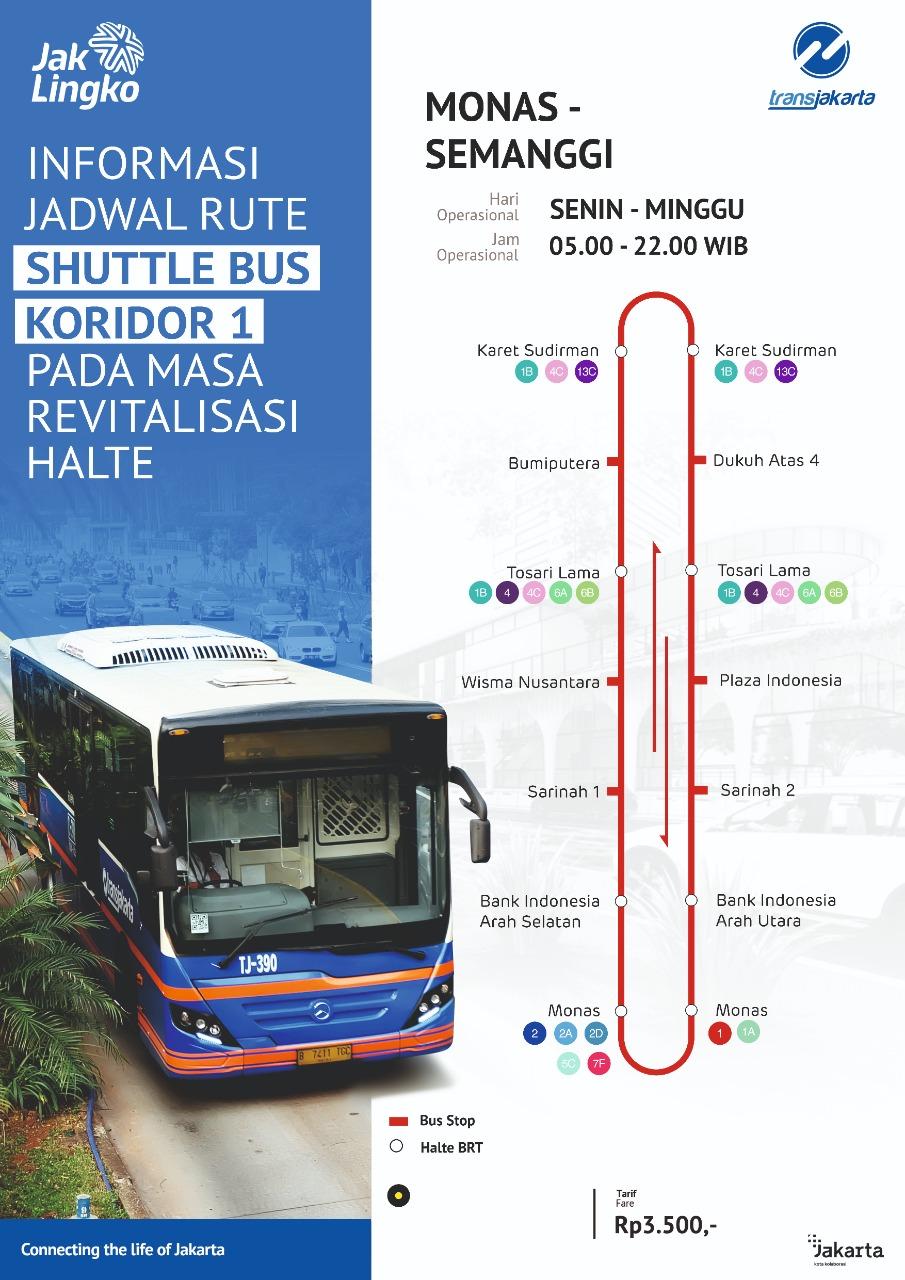 Jak
Lingko
INFORMASI
JADWAL RUTE
SHUTTLE BUS
KORIDOR 1
PADA MASA
REVITALISASI
HALTE
transjakarta
MONAS -
SEMANGGI
Hari
Operasional
SENIN - MINGGU
Jam
Operasional
05.00 - 22.00 WIB
Karet Sudirman
1B 4C 13C
Karet Sudirman
1B 4C 13C
Bumiputera
Dukuh Atas 4
Tosari Lama
1B 4 4C 6A 6B
Tosari Lama
1B 4 4C 6A 6B
Wisma Nusantara
Plaza Indonesia
Sarinah 1
Sarinah 2
Bank Indonesia
Arah Selatan
Bank Indonesia
Arah Utara
Monas
2 2A 2D
5C 7F
Monas
1 1A
transjakarta
TJ-390
B 7411 TGC
Bus Stop
Halte BRT
Tarif
Fare
Rp3.500,-
Connecting the life of Jakarta
Jakarta
kota kolaborasi